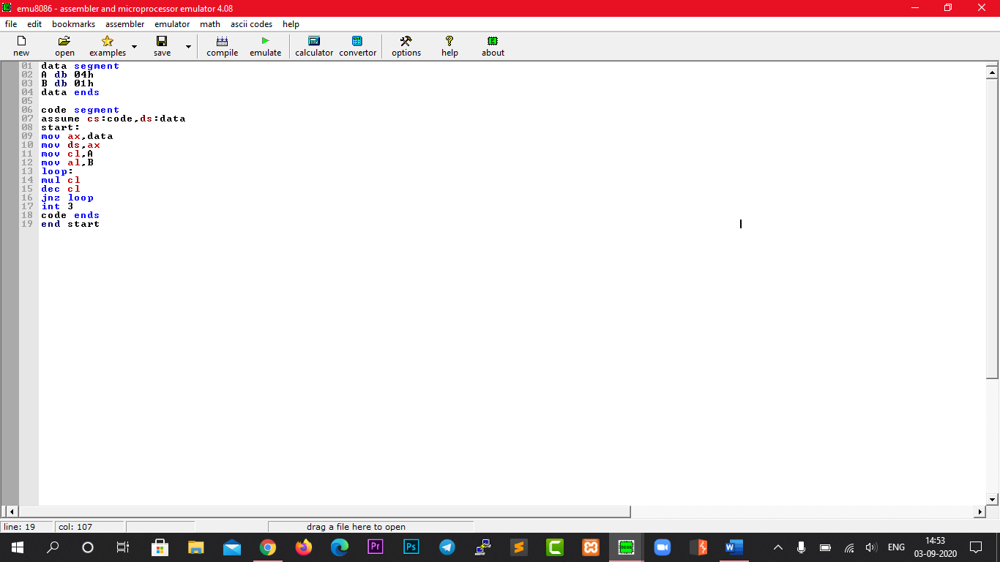 emu8086 - assembler and microprocessor emulator 4.08
file edit bookmarks assembler emulator math ascii codes help
new open examples save compile emulate calculator convertor options help about
01 data segment
02 A db 04h
03 B db 01h
04 data ends
05
06 code segment
07 assume cs:code,ds:data
08 start:
09 mov ax,data
10 mov ds,ax
11 mov cl,A
12 mov al,B
13 loop:
14 mul cl
15 dec cl
16 jnz loop
17 int 3
18 code ends
19 end start
line: 19 col: 107 drag a file here to open
Pr Ps 8086 W ENG 14:53
03-09-2020